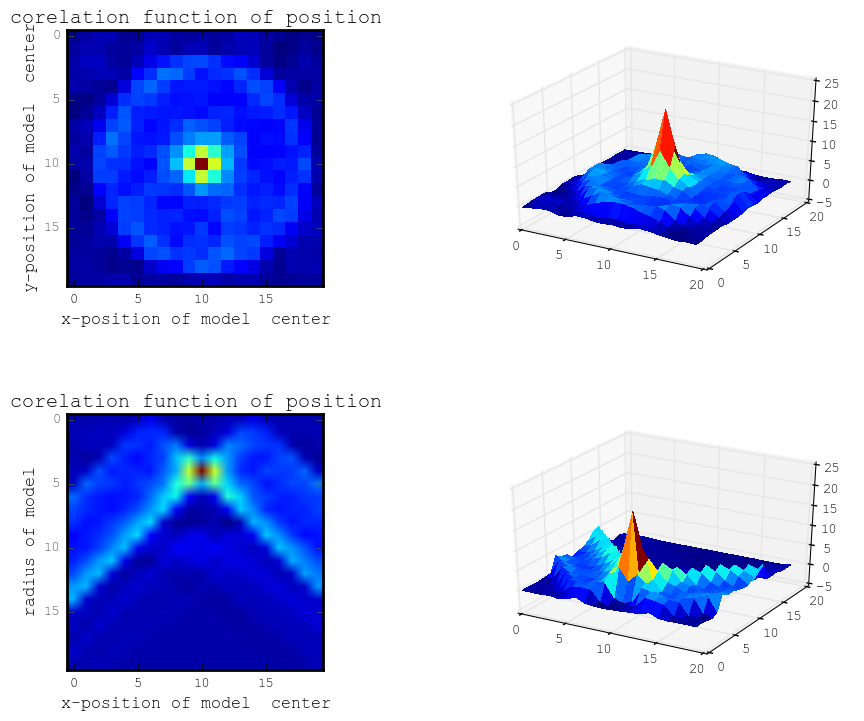 corelation function of position
y-position of model  center
0
5
10
15
0 5 10 15
x-position of model  center
25
20
15
10
5
0
−5
0 5 10 15 20
0 5 10 15 20
corelation function of position
radius of model
0
5
10
15
0 5 10 15
x-position of model  center
25
20
15
10
5
0
−5
0 5 10 15 20
0 5 10 15 20